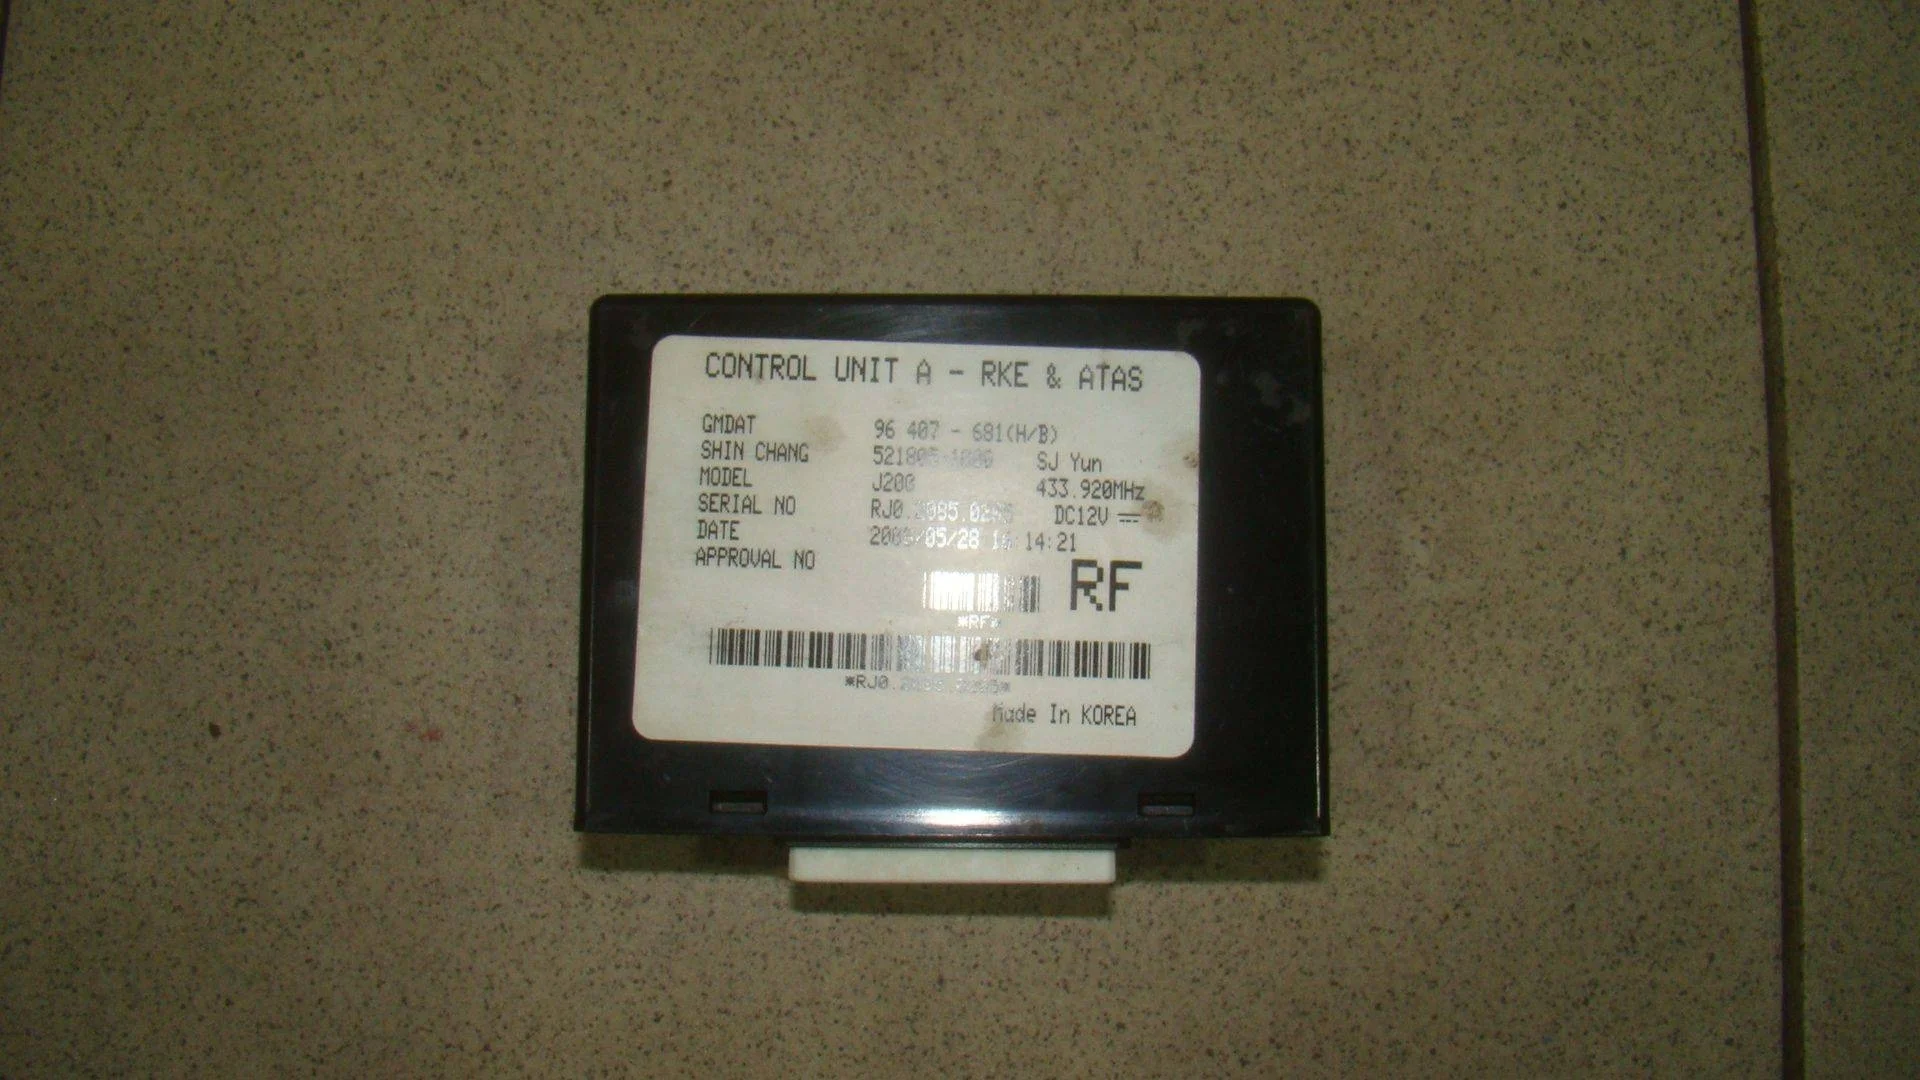 CONTROL UNIT A - RKE & ATAS
GMDAT 96 407 - 681(H/B)
SHIN CHANG SJ Yun
MODEL J200 433.920MHz
SERIAL NO DC12V
DATE 14:21
APPROVAL NO
RF
*RF*
Made In KOREA